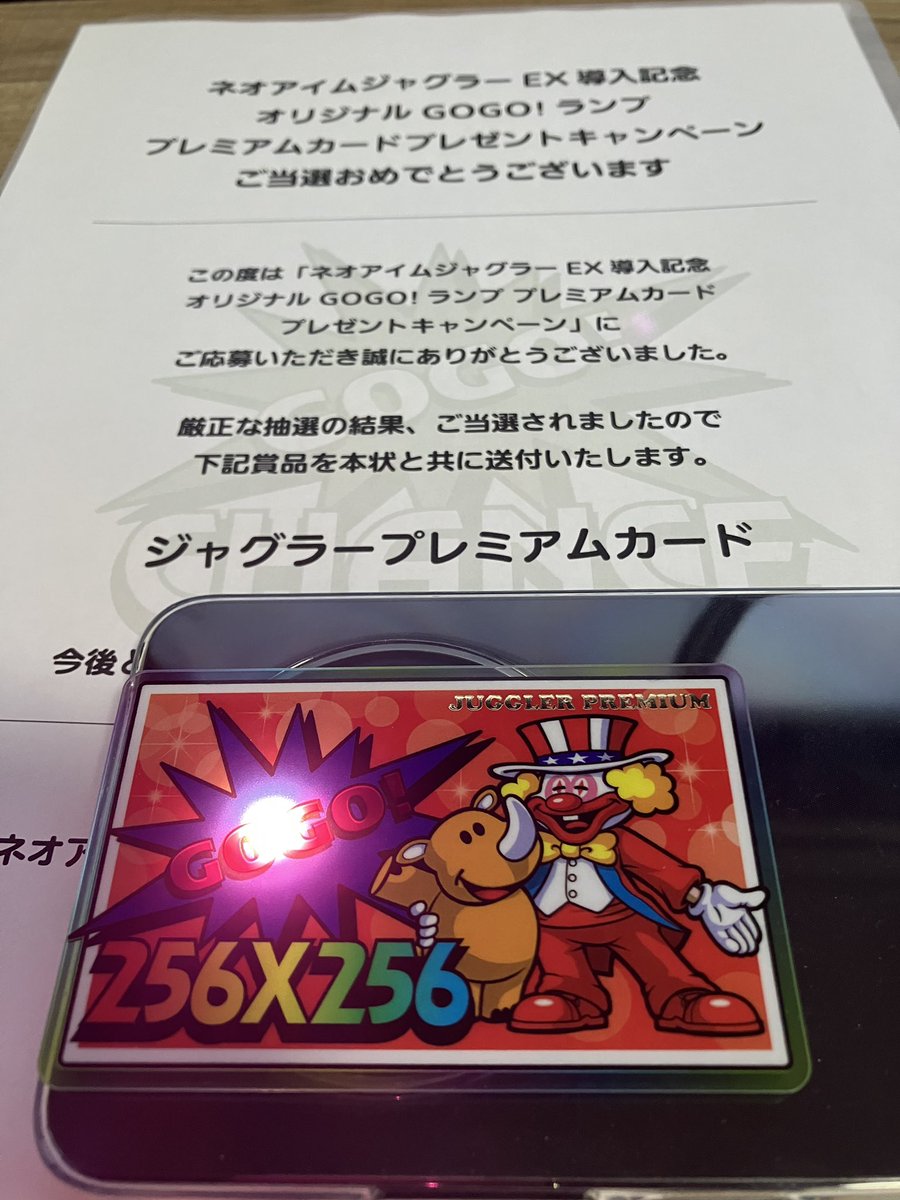 ネオアイムジャグラー EX 導入記念
オリジナル GOGO! ランプ
プレミアムカードプレゼントキャンペーン
ご当選おめでとうございます
この度は「ネオアイムジャグラー EX 導入記念
オリジナル GOGO! ランプ プレミアムカード
プレゼントキャンペーン」に
ご応募いただき誠にありがとうございました。
厳正な抽選の結果、ご当選されましたので
下記賞品を本状と共に送付いたします。
GOGO!
CHANCE
ジャグラープレミアムカード
今後と
JUGGLER PREMIUM
GOGO!
ネオア
256X256